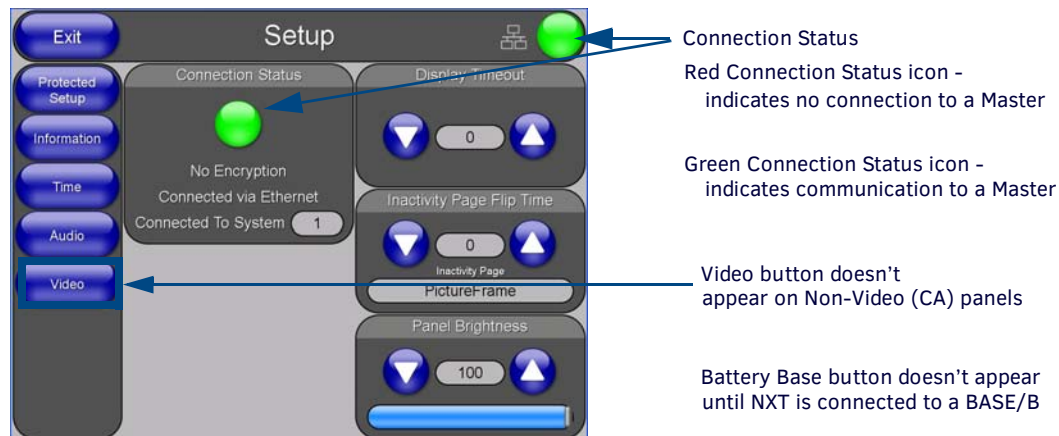 Exit
Setup
Protected
Setup
Information
Time
Audio
Video
Connection Status
No Encryption
Connected via Ethernet
Connected To System 1
Display Timeout
0
Inactivity Page Flip Time
0
Inactivity Page
PictureFrame
Panel Brightness
100
Connection Status
Red Connection Status icon -
indicates no connection to a Master
Green Connection Status icon -
indicates communication to a Master
Video button doesn't
appear on Non-Video (CA) panels
Battery Base button doesn't appear
until NXT is connected to a BASE/B